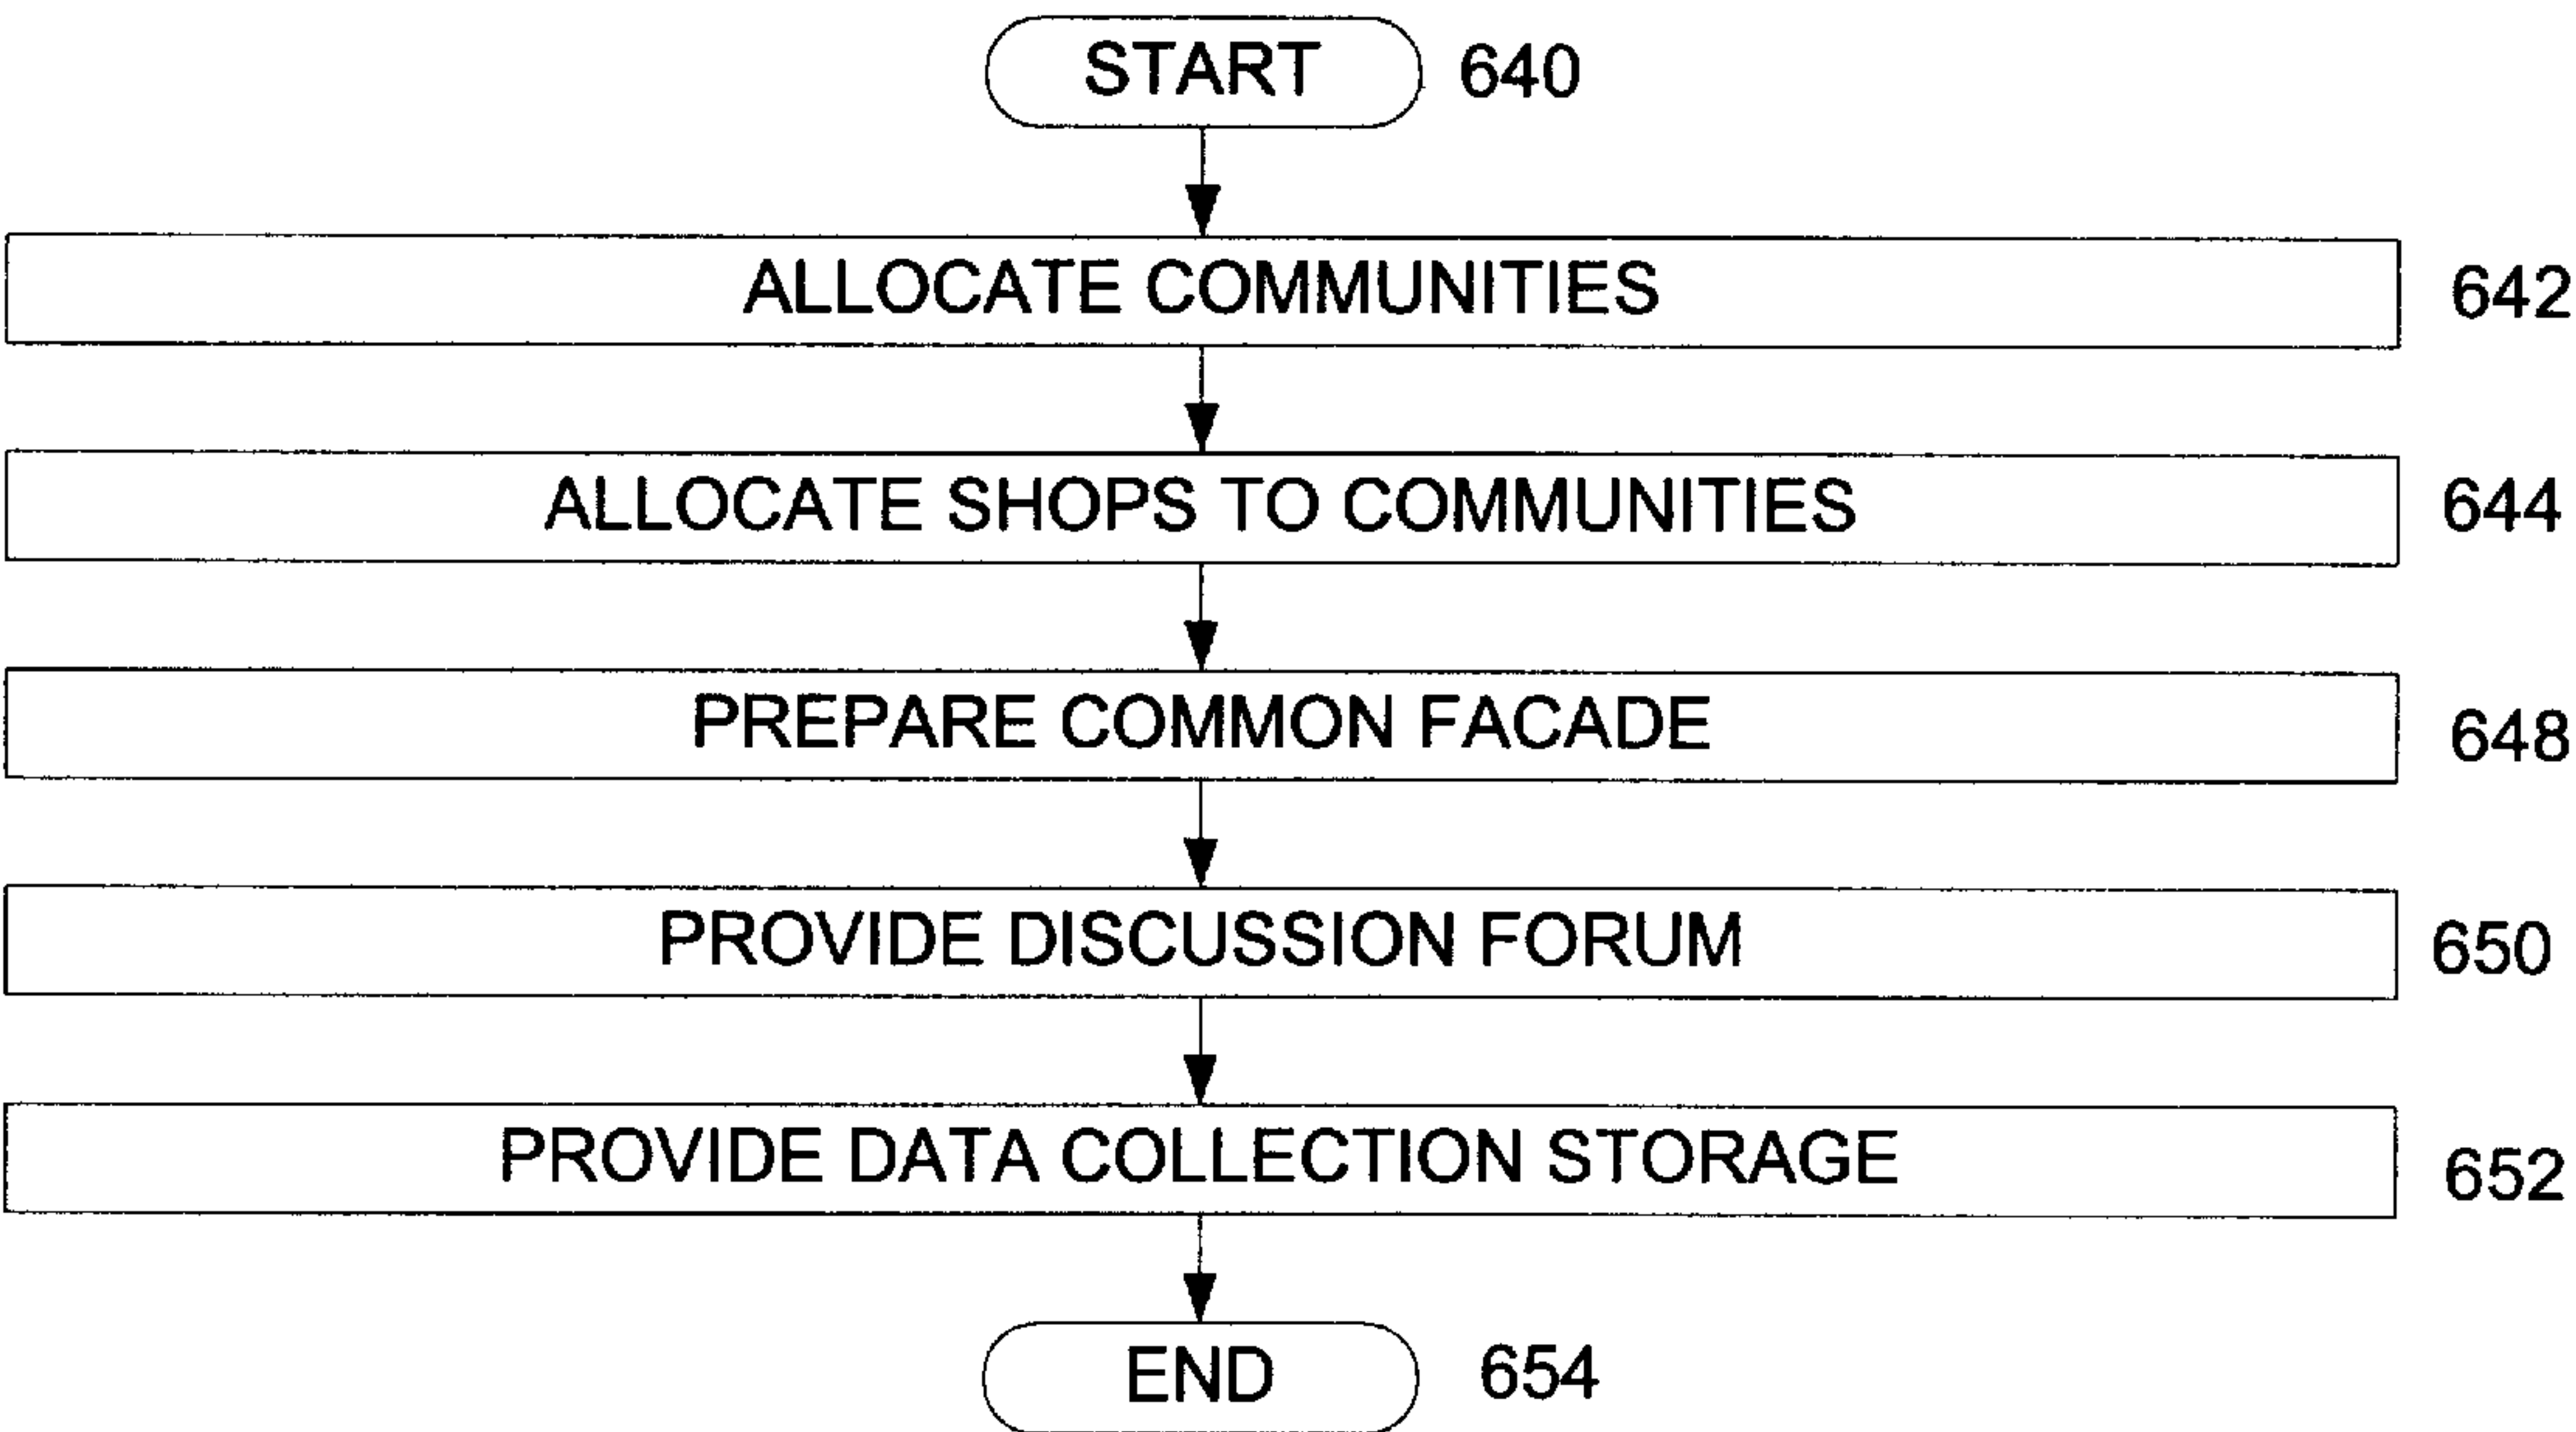 START 640
ALLOCATE COMMUNITIES 642
ALLOCATE SHOPS TO COMMUNITIES 644
PREPARE COMMON FACADE 648
PROVIDE DISCUSSION FORUM 650
PROVIDE DATA COLLECTION STORAGE 652
END 654